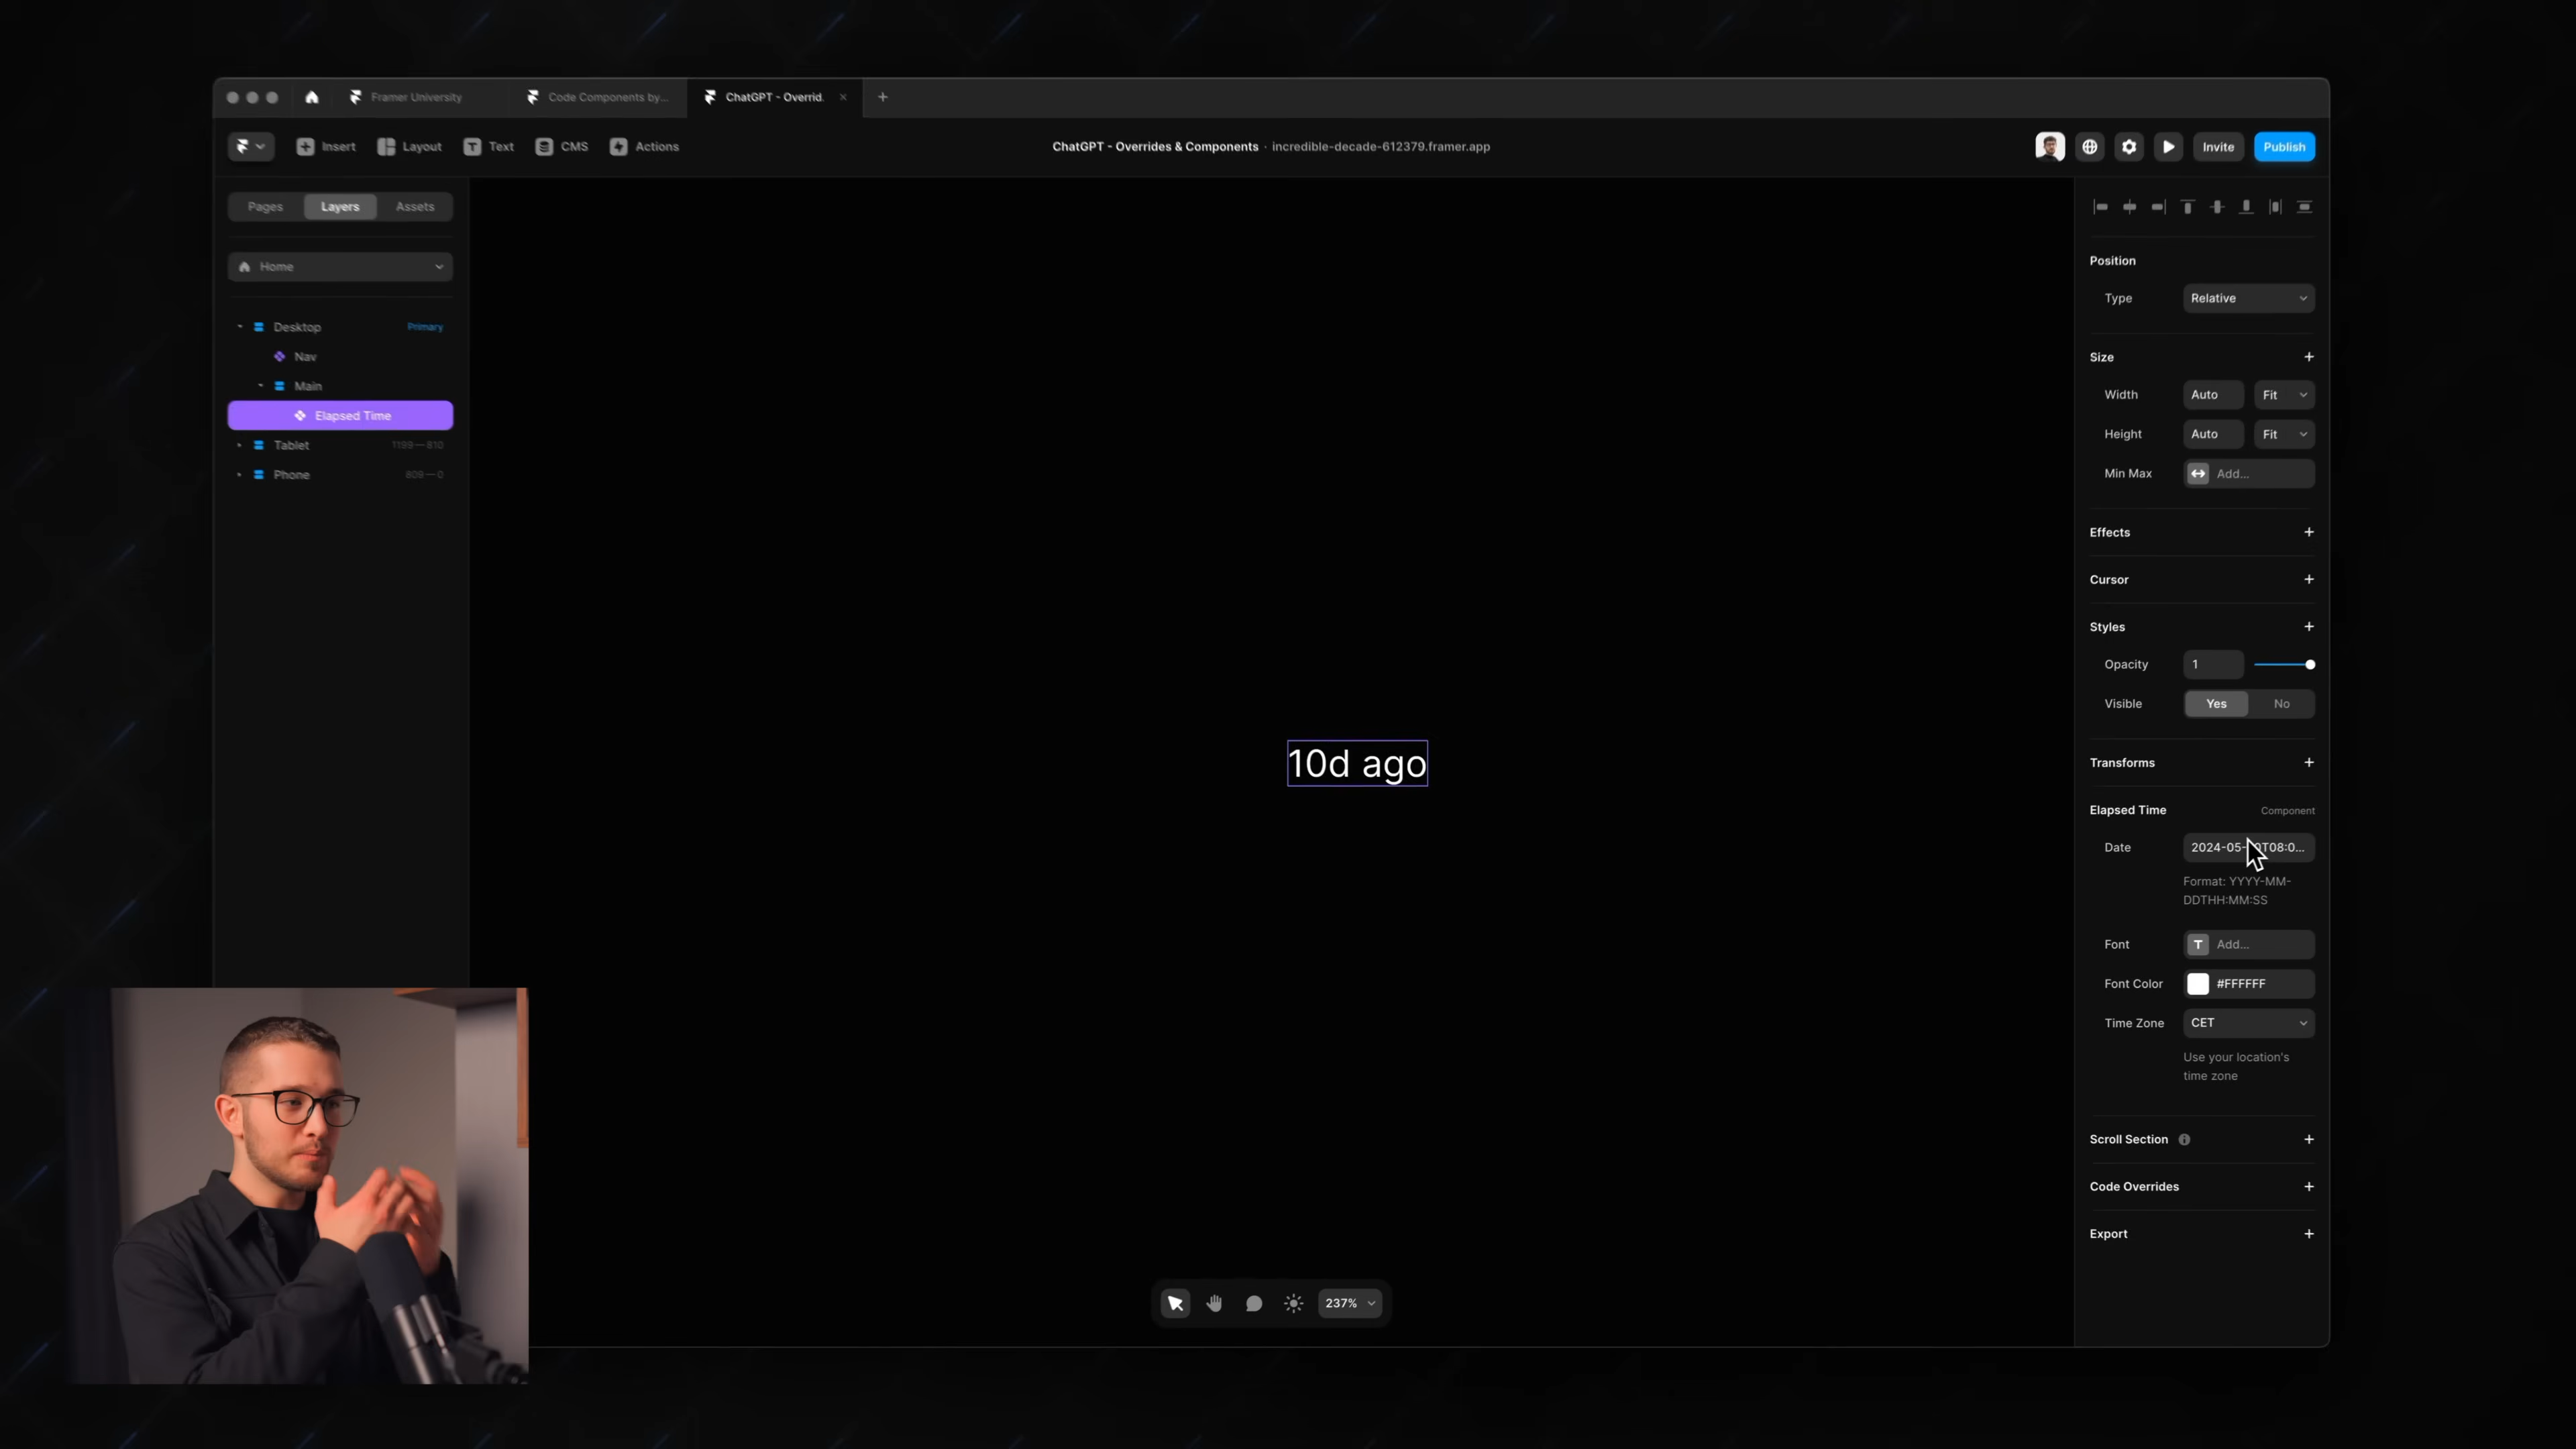 Framer University
Code Components by...
ChatGPT - Overrid.
Insert
Layout
Text
CMS
Actions
ChatGPT - Overrides & Components · incredible-decade-612379.framer.app
Invite
Publish
Pages
Layers
Assets
Home
Desktop
Primary
Nav
Main
Elapsed Time
Tablet
1199—810
Phone
809—0
10d ago
237%
Position
Type
Relative
Size
Width
Auto
Fit
Height
Auto
Fit
Min Max
Add...
Effects
Cursor
Styles
Opacity
1
Visible
Yes
No
Transforms
Elapsed Time
Component
Date
Format: YYYY-MM-
DDTHH:MM:SS
Font
Add...
Font Color
#FFFFFF
Time Zone
CET
Use your location's
time zone
Scroll Section
Code Overrides
Export